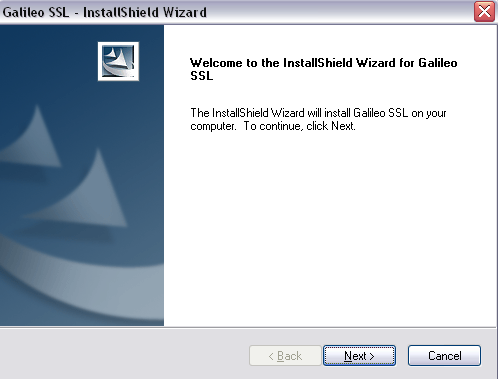 Galileo SSL - InstallShield Wizard
Welcome to the InstallShield Wizard for Galileo
SSL
The InstallShield Wizard will install Galileo SSL on your
computer. To continue, click Next.
< Back
Next >
Cancel